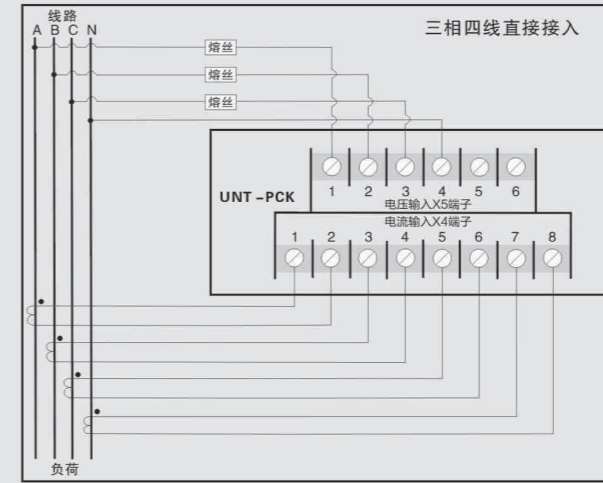 线路
三相四线直接接入
A B C N
熔丝
熔丝
熔丝
UNT-PCK
1 2 3 4 5 6
电压输入X5端子
电流输入X4端子
1 2 3 4 5 6 7 8
负荷